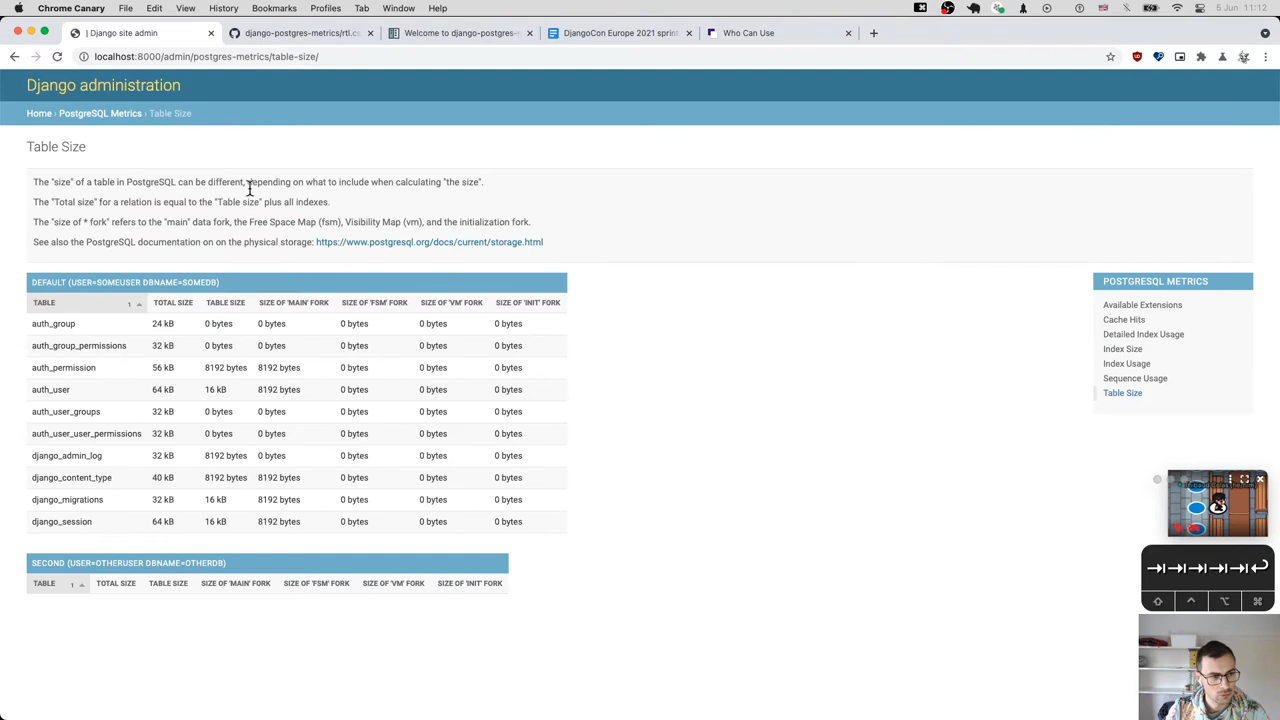 Chrome Canary File Edit View History Bookmarks Profiles Tab Window Help 5 Jun 11:12
| Django site admin django-postgres-metrics/rtl.cs Welcome to django-postgres- DjangoCon Europe 2021 sprint Who Can Use
localhost:8000/admin/postgres-metrics/table-size/
Django administration
Home › PostgreSQL Metrics › Table Size
Table Size
The "size" of a table in PostgreSQL can be different, depending on what to include when calculating "the size".
The "Total size" for a relation is equal to the "Table size" plus all indexes.
The "size of * fork" refers to the "main" data fork, the Free Space Map (fsm), Visibility Map (vm), and the initialization fork.
See also the PostgreSQL documentation on on the physical storage: https://www.postgresql.org/docs/current/storage.html
DEFAULT (USER=SOMEUSER DBNAME=SOMEDB)
TABLE 1 TOTAL SIZE TABLE SIZE SIZE OF 'MAIN' FORK SIZE OF 'FSM' FORK SIZE OF 'VM' FORK SIZE OF 'INIT' FORK
auth_group 24 kB 0 bytes 0 bytes 0 bytes 0 bytes 0 bytes
auth_group_permissions 32 kB 0 bytes 0 bytes 0 bytes 0 bytes 0 bytes
auth_permission 56 kB 8192 bytes 8192 bytes 0 bytes 0 bytes 0 bytes
auth_user 64 kB 16 kB 8192 bytes 0 bytes 0 bytes 0 bytes
auth_user_groups 32 kB 0 bytes 0 bytes 0 bytes 0 bytes 0 bytes
auth_user_user_permissions 32 kB 0 bytes 0 bytes 0 bytes 0 bytes 0 bytes
django_admin_log 32 kB 8192 bytes 0 bytes 0 bytes 0 bytes 0 bytes
django_content_type 40 kB 8192 bytes 8192 bytes 0 bytes 0 bytes 0 bytes
django_migrations 32 kB 16 kB 8192 bytes 0 bytes 0 bytes 0 bytes
django_session 64 kB 16 kB 8192 bytes 0 bytes 0 bytes 0 bytes
SECOND (USER=OTHERUSER DBNAME=OTHERDB)
TABLE 1 TOTAL SIZE TABLE SIZE SIZE OF 'MAIN' FORK SIZE OF 'FSM' FORK SIZE OF 'VM' FORK SIZE OF 'INIT' FORK
POSTGRESQL METRICS
Available Extensions
Cache Hits
Detailed Index Usage
Index Size
Index Usage
Sequence Usage
Table Size